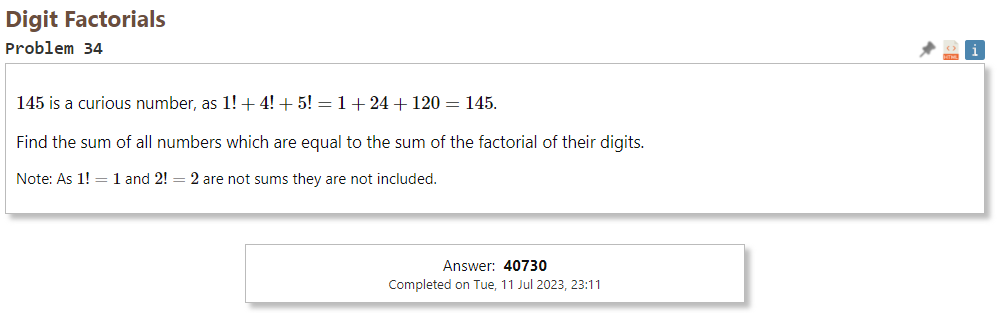 Digit Factorials
Problem 34
HTML
i
145 is a curious number, as 1! + 4! + 5! = 1 + 24 + 120 = 145.
Find the sum of all numbers which are equal to the sum of the factorial of their digits.
Note: As 1! = 1 and 2! = 2 are not sums they are not included.
Answer: 40730
Completed on Tue, 11 Jul 2023, 23:11